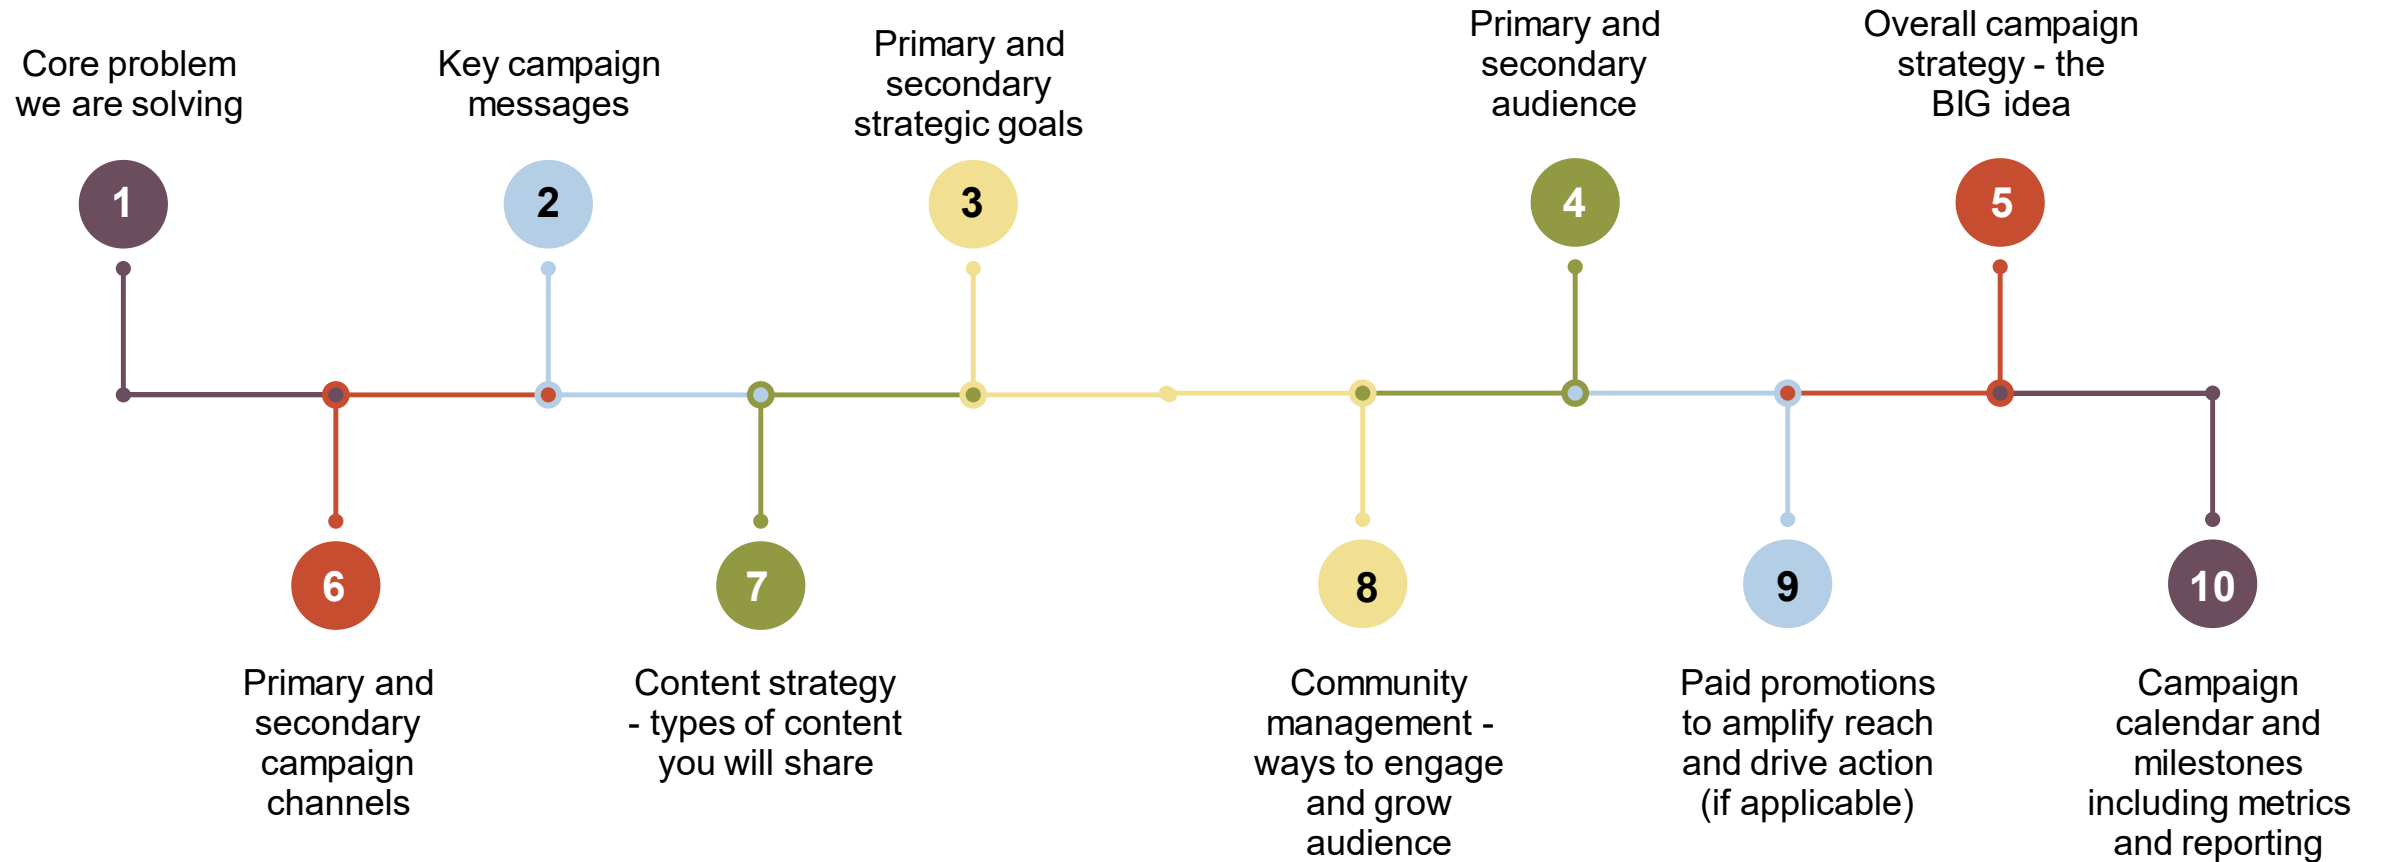 Core problem
we are solving
1
Key campaign
messages
2
Primary and
secondary
strategic goals
3
Primary and
secondary
audience
4
Overall campaign
strategy - the
BIG idea
5
6
Primary and
secondary
campaign
channels
7
Content strategy
- types of content
you will share
8
Community
management -
ways to engage
and grow
audience
9
Paid promotions
to amplify reach
and drive action
(if applicable)
10
Campaign
calendar and
milestones
including metrics
and reporting